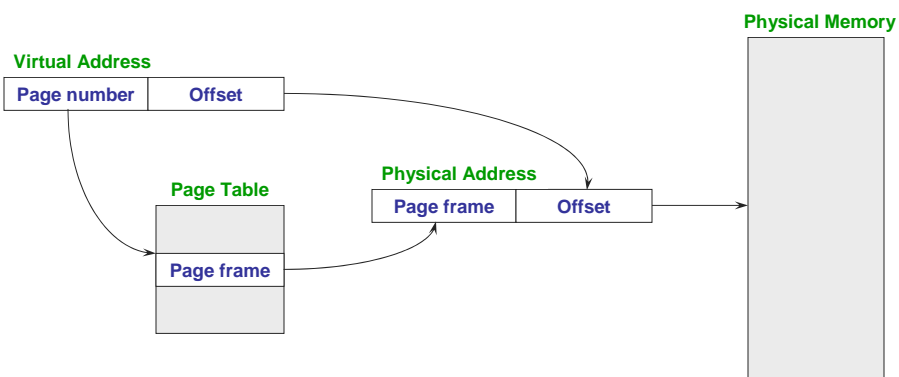 Physical Memory
Virtual Address
Page number Offset
Physical Address
Page Table
Page frame Offset
Page frame